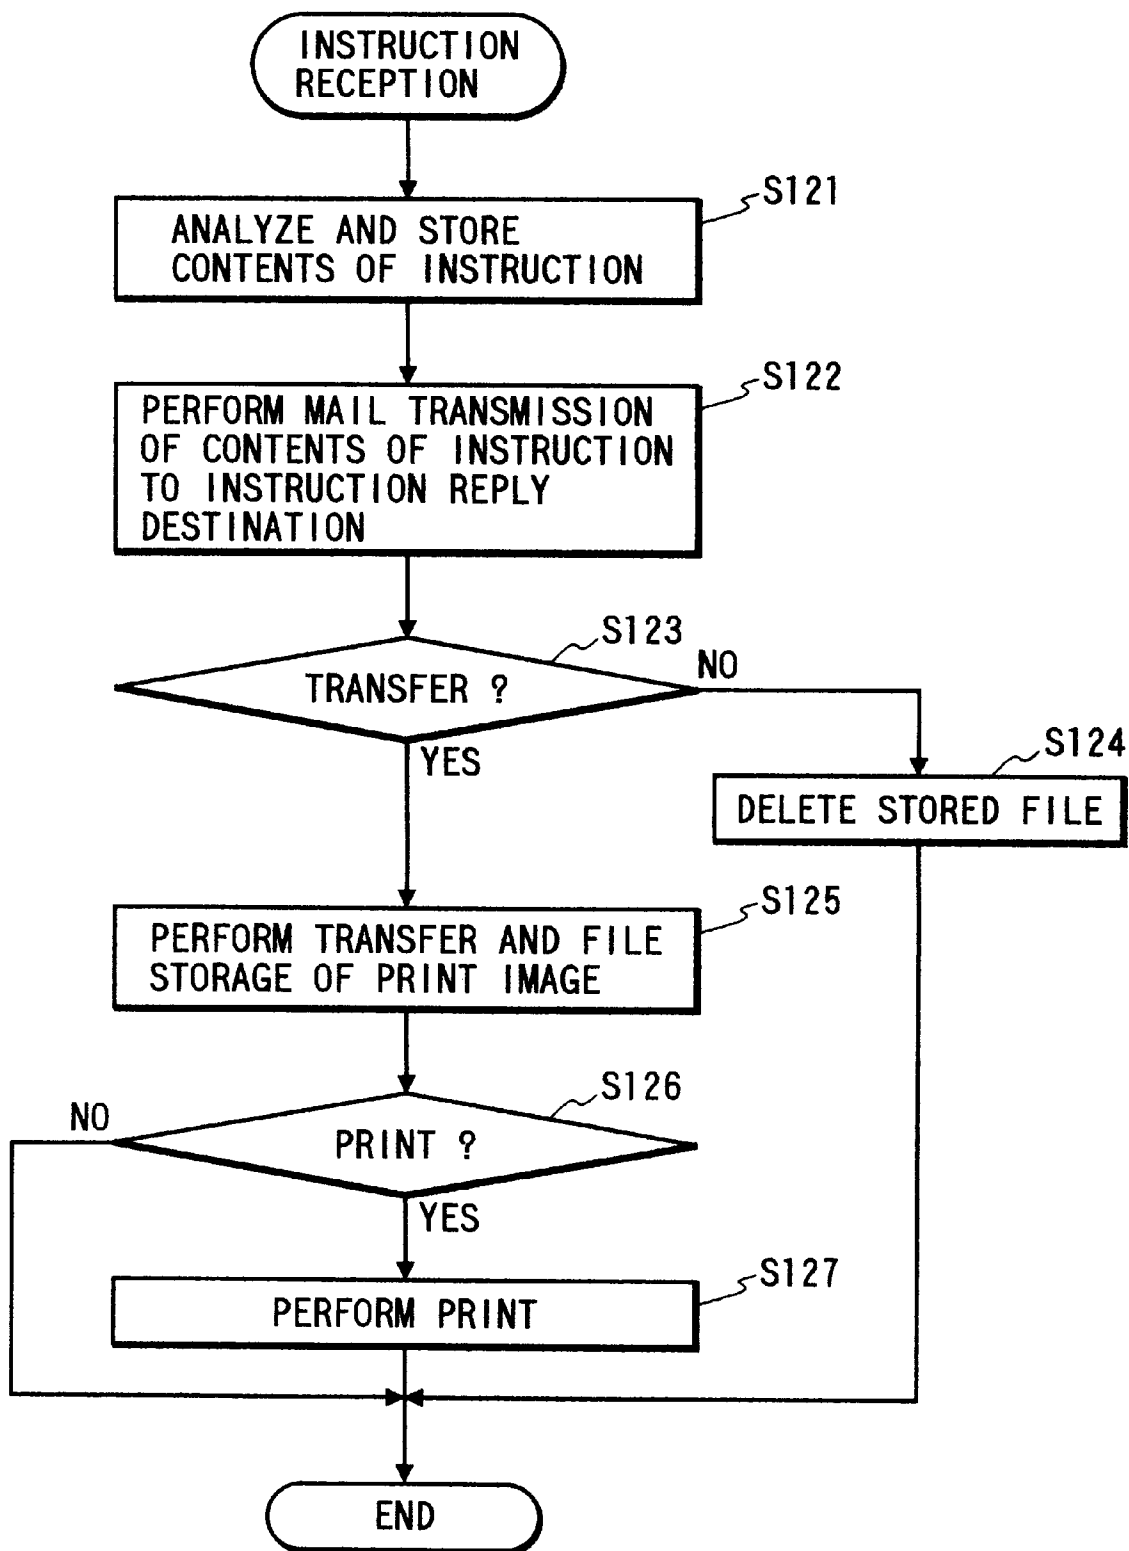 INSTRUCTION
RECEPTION
S121
ANALYZE AND STORE
CONTENTS OF INSTRUCTION
S122
PERFORM MAIL TRANSMISSION
OF CONTENTS OF INSTRUCTION
TO INSTRUCTION REPLY
DESTINATION
S123
TRANSFER ?
NO
YES
S124
DELETE STORED FILE
S125
PERFORM TRANSFER AND FILE
STORAGE OF PRINT IMAGE
S126
NO
PRINT ?
YES
S127
PERFORM PRINT
END